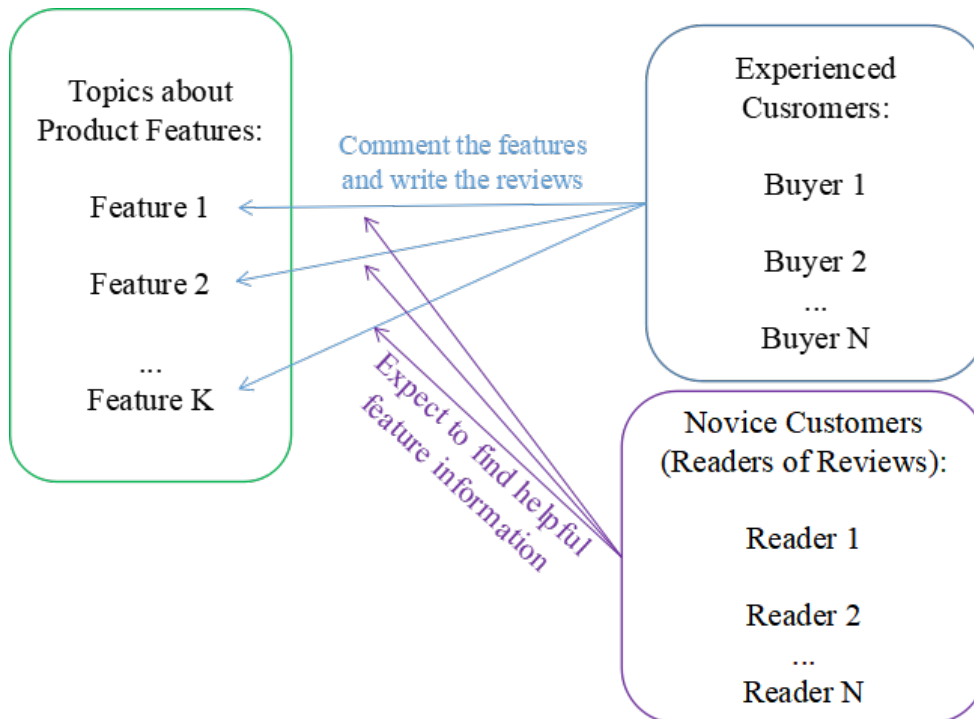 Topics about
Product Features:
Feature 1
Feature 2
...
Feature K
Comment the features
and write the reviews
Expect to find helpful
feature information
Experienced
Cusromers:
Buyer 1
Buyer 2
...
Buyer N
Novice Customers
(Readers of Reviews):
Reader 1
Reader 2
...
Reader N